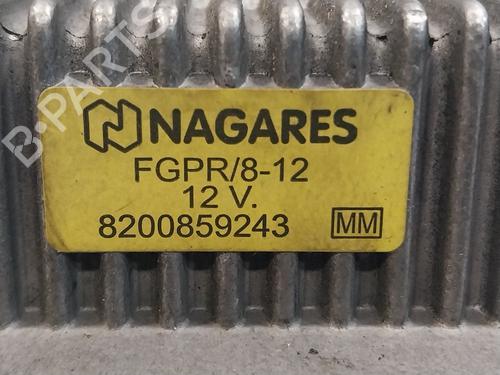 B-PARTS
NAGARES
FGPR/8-12
12 V.
8200859243 MM